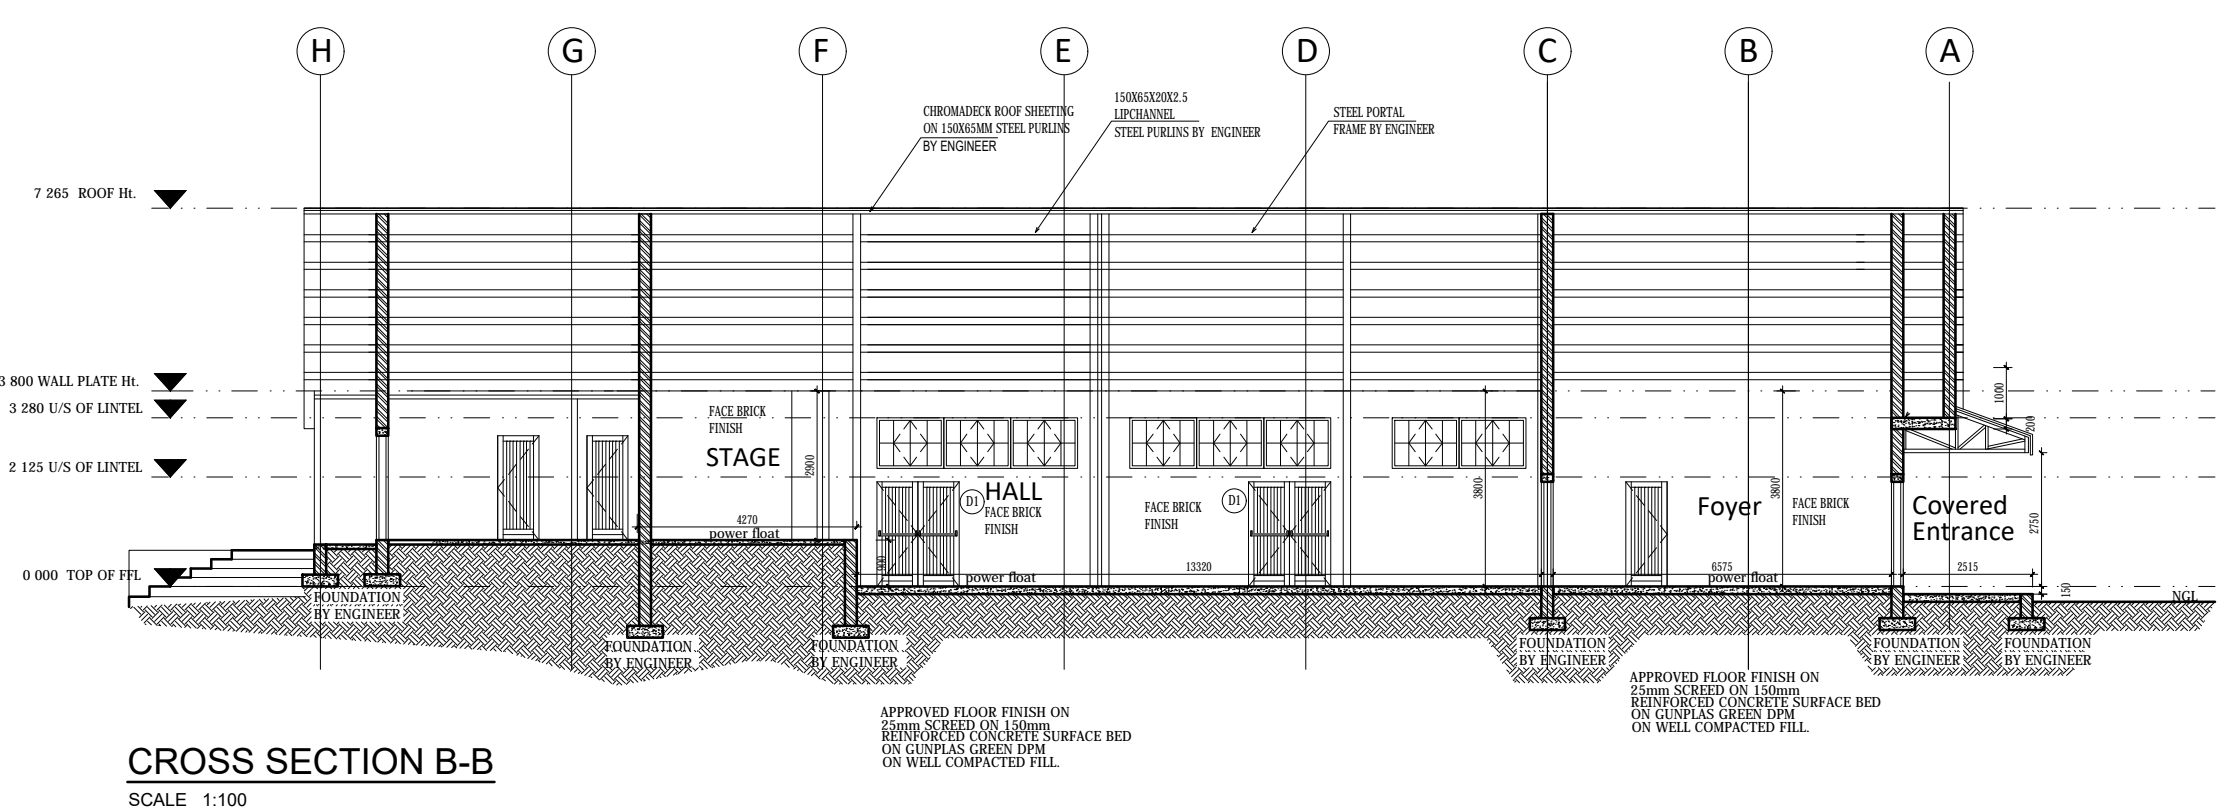 H G F E D C B A
CHROMADECK ROOF SHEETING
ON 150X65MM STEEL PURLINS
BY ENGINEER
150X65X20X2.5
LIPCHANNEL
STEEL PURLINS BY ENGINEER
STEEL PORTAL
FRAME BY ENGINEER
7 265 ROOF Ht.
3 800 WALL PLATE Ht.
3 280 U/S OF LINTEL
2 125 U/S OF LINTEL
0 000 TOP OF FFL
FACE BRICK
FINISH
STAGE
2900
4270
power float
900
D1
HALL
FACE BRICK
FINISH
FACE BRICK
FINISH
D1
3800
13320
power float
Foyer
3800
FACE BRICK
FINISH
6575
power float
Covered
Entrance
1000
200
2750
2515
150
NGL
FOUNDATION
BY ENGINEER
FOUNDATION
BY ENGINEER
FOUNDATION
BY ENGINEER
FOUNDATION
BY ENGINEER
FOUNDATION
BY ENGINEER
FOUNDATION
BY ENGINEER
APPROVED FLOOR FINISH ON
25mm SCREED ON 150mm
REINFORCED CONCRETE SURFACE BED
ON GUNPLAS GREEN DPM
ON WELL COMPACTED FILL.
APPROVED FLOOR FINISH ON
25mm SCREED ON 150mm
REINFORCED CONCRETE SURFACE BED
ON GUNPLAS GREEN DPM
ON WELL COMPACTED FILL.
CROSS SECTION B-B
SCALE 1:100